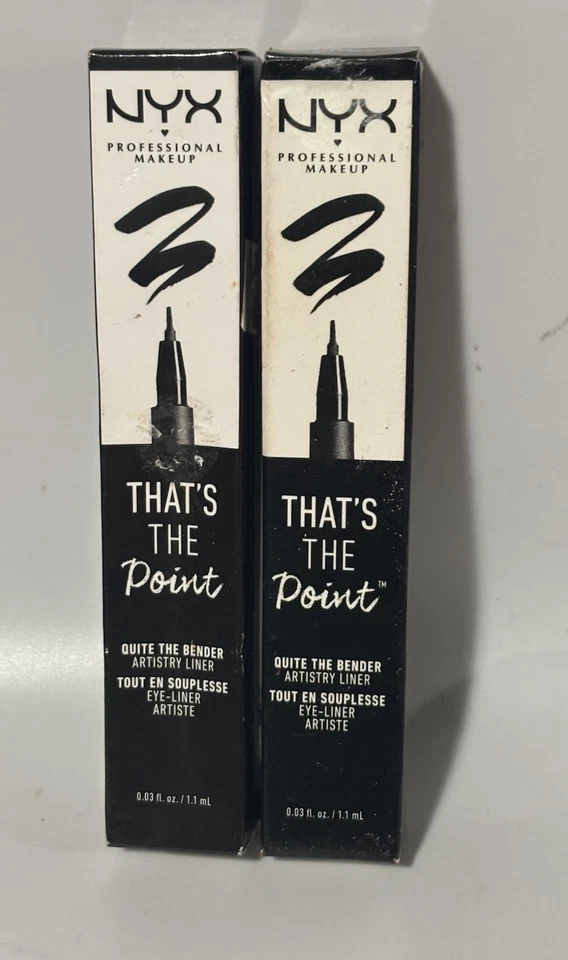 NYX
PROFESSIONAL
MAKEUP
THAT'S
THE
Point
QUITE THE BENDER
ARTISTRY LINER
TOUT EN SOUPLESSE
EYE-LINER
ARTISTE
0.03 fl. oz. / 1.1 mL
NYX
PROFESSIONAL
MAKEUP
THAT'S
THE
Point™
QUITE THE BENDER
ARTISTRY LINER
TOUT EN SOUPLESSE
EYE-LINER
ARTISTE
0.03 fl. oz. / 1.1 mL